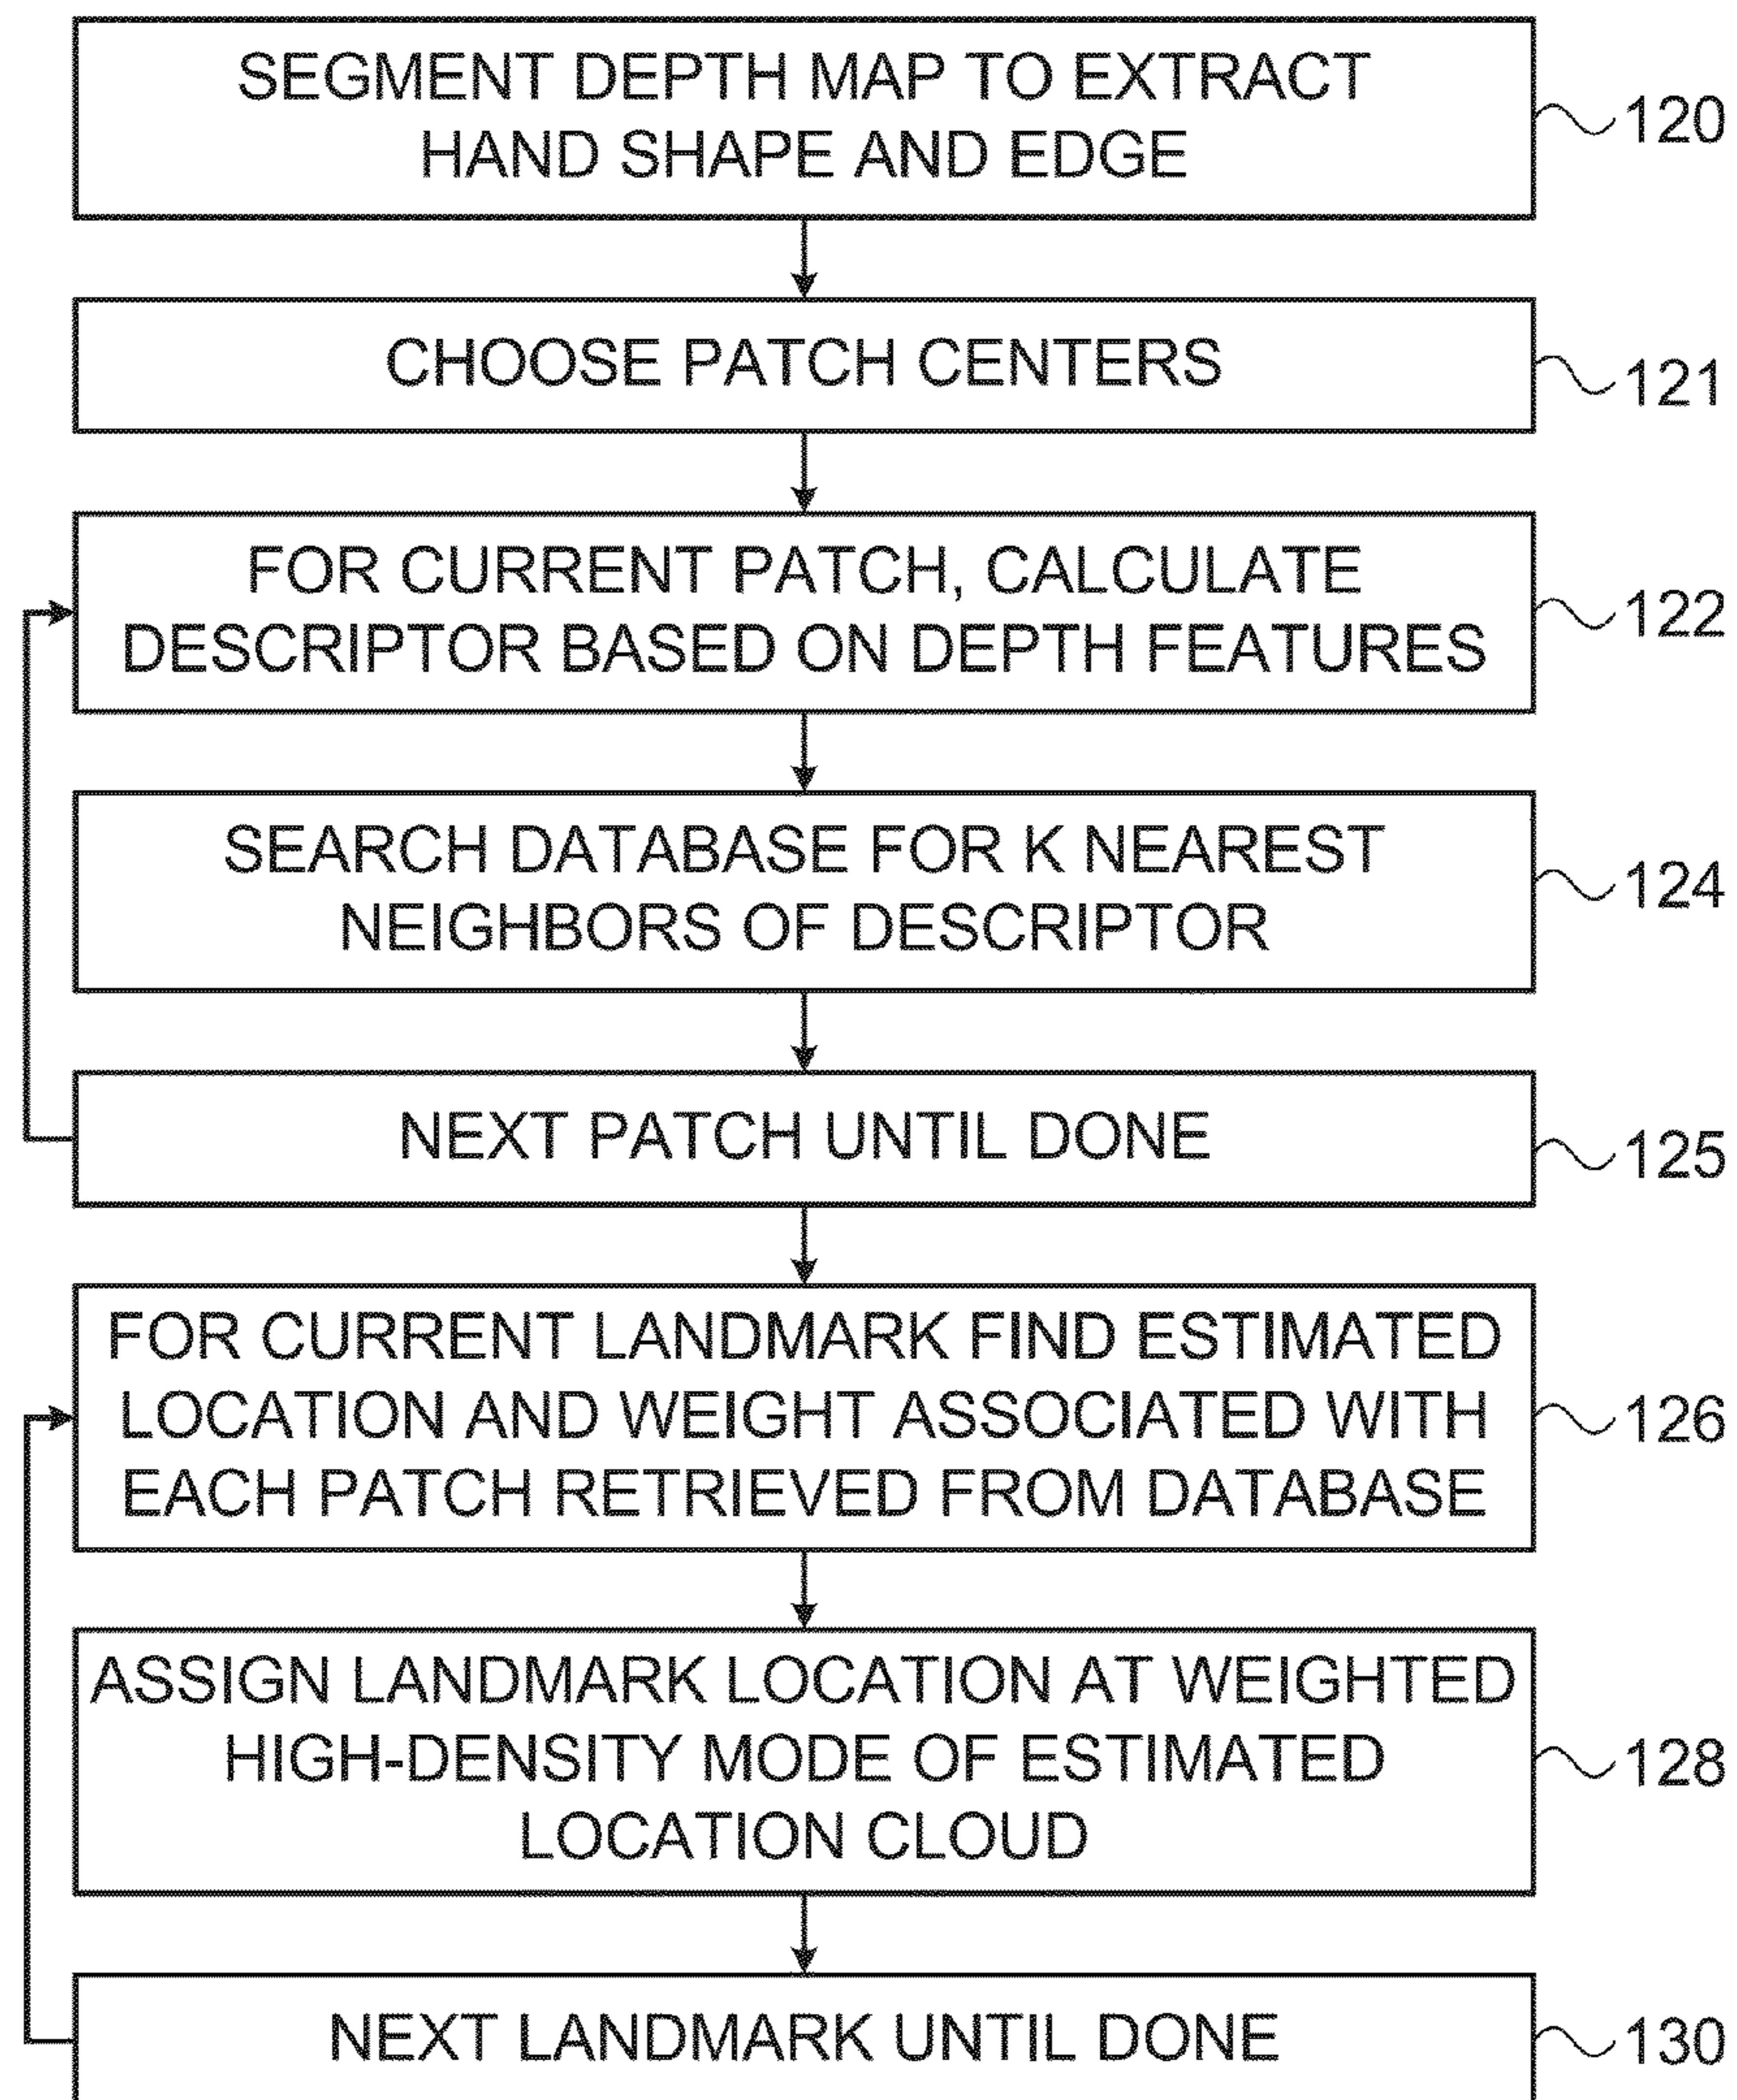 SEGMENT DEPTH MAP TO EXTRACT
HAND SHAPE AND EDGE
120
CHOOSE PATCH CENTERS
121
FOR CURRENT PATCH, CALCULATE
DESCRIPTOR BASED ON DEPTH FEATURES
122
SEARCH DATABASE FOR K NEAREST
NEIGHBORS OF DESCRIPTOR
124
NEXT PATCH UNTIL DONE
125
FOR CURRENT LANDMARK FIND ESTIMATED
LOCATION AND WEIGHT ASSOCIATED WITH
EACH PATCH RETRIEVED FROM DATABASE
126
ASSIGN LANDMARK LOCATION AT WEIGHTED
HIGH-DENSITY MODE OF ESTIMATED
LOCATION CLOUD
128
NEXT LANDMARK UNTIL DONE
130